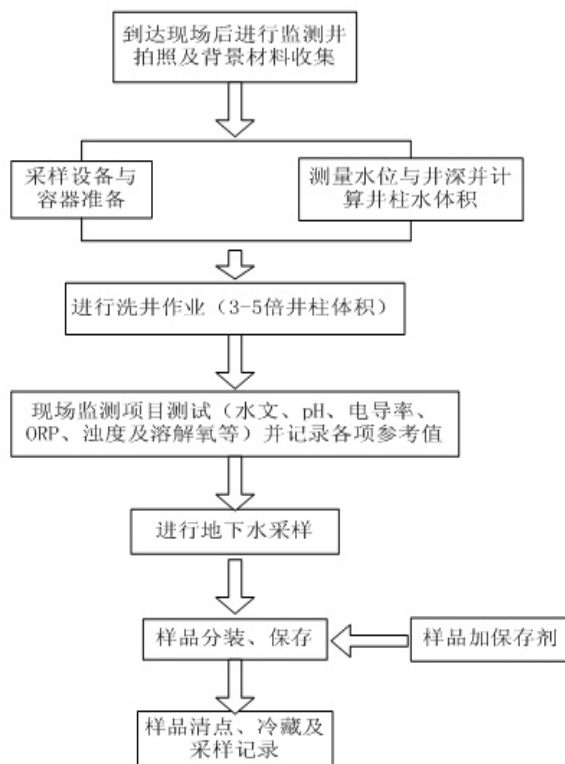 到达现场后进行监测井
拍照及背景材料收集
采样设备与
容器准备
测量水位与井深并计
算井柱水体积
进行洗井作业（3-5倍井柱体积）
现场监测项目测试（水文、pH、电导率、
ORP、浊度及溶解氧等）并记录各项参考值
进行地下水采样
样品分装、保存
样品加保存剂
样品清点、冷藏及
采样记录